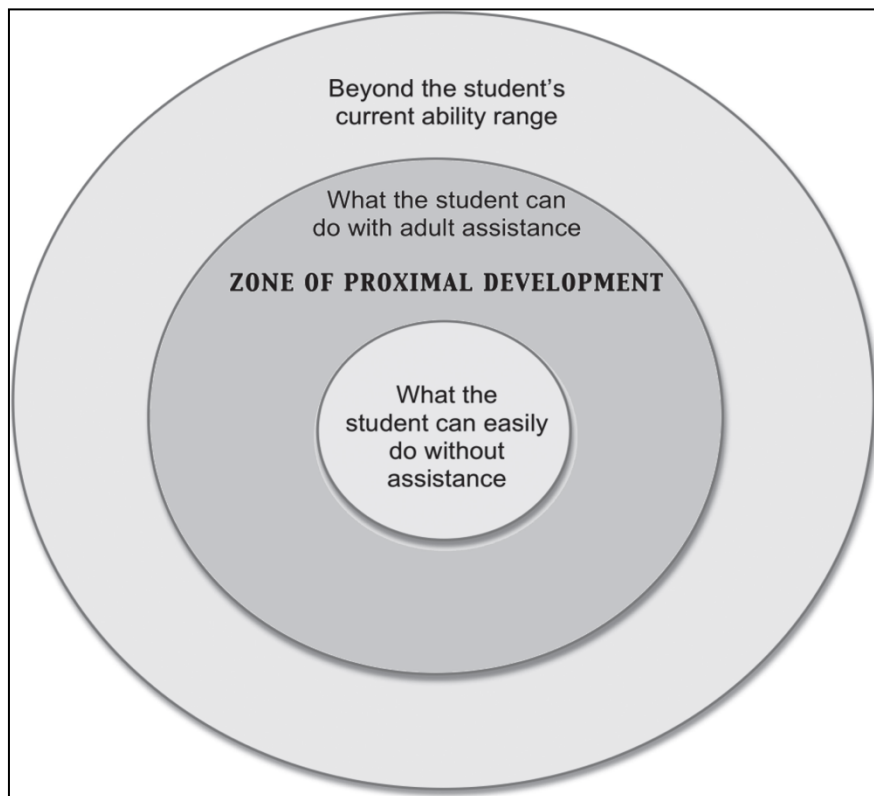 Beyond the student’s
current ability range
What the student can
do with adult assistance
ZONE OF PROXIMAL DEVELOPMENT
What the
student can easily
do without
assistance